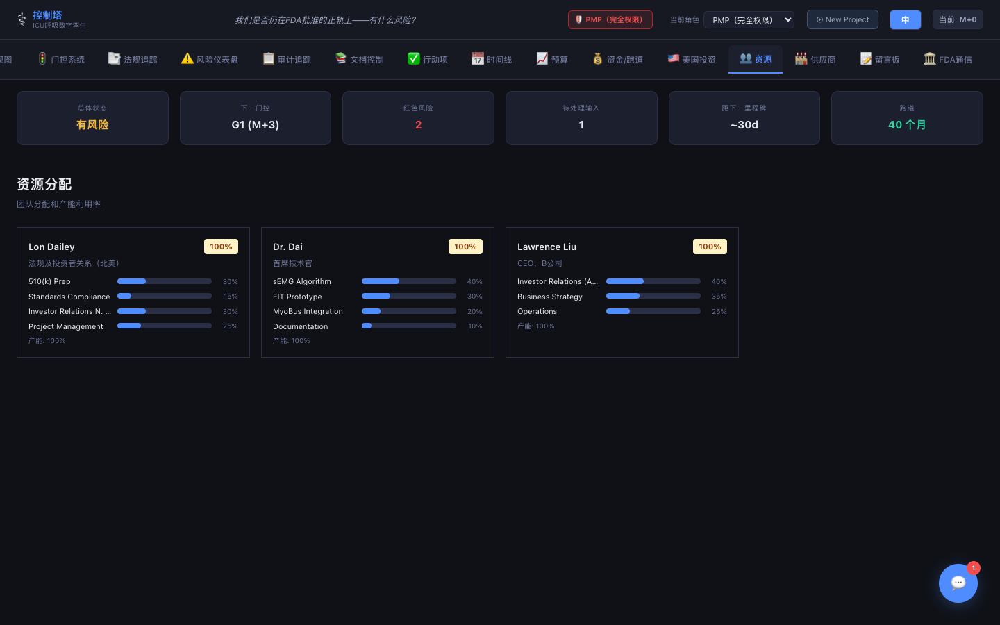 控制塔
ICU呼吸数字孪生
我们是否仍在FDA批准的正轨上——有什么风险?
PMP（完全权限）
当前角色
PMP（完全权限）
New Project
中
当前: M+0
视图
门控系统
法规追踪
风险仪表盘
审计追踪
文档控制
行动项
时间线
预算
资金/跑道
美国投资
资源
供应商
留言板
FDA通信
总体状态
有风险
下一门控
G1 (M+3)
红色风险
2
待处理输入
1
距下一里程碑
~30d
跑道
40 个月
资源分配
团队分配和产能利用率
Lon Dailey
100%
法规及投资者关系（北美）
510(k) Prep 30%
Standards Compliance 15%
Investor Relations N. ... 30%
Project Management 25%
产能: 100%
Dr. Dai
100%
首席技术官
sEMG Algorithm 40%
EIT Prototype 30%
MyoBus Integration 20%
Documentation 10%
产能: 100%
Lawrence Liu
100%
CEO，B公司
Investor Relations (A... 40%
Business Strategy 35%
Operations 25%
产能: 100%
1